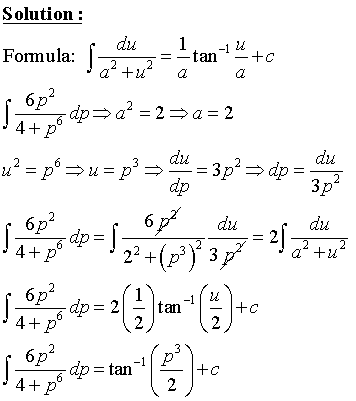 Solution :
Formula: ∫ du/(a² + u²) = (1/a) tan⁻¹ (u/a) + c
∫ 6p²/(4 + p⁶) dp ⇒ a² = 2 ⇒ a = 2
u² = p⁶ ⇒ u = p³ ⇒ du/dp = 3p² ⇒ dp = du/(3p²)
∫ 6p²/(4 + p⁶) dp = ∫ 6p²/(2² + (p³)²) du/(3p²) = 2∫ du/(a² + u²)
∫ 6p²/(4 + p⁶) dp = 2(1/2) tan⁻¹(u/2) + c
∫ 6p²/(4 + p⁶) dp = tan⁻¹(p³/2) + c